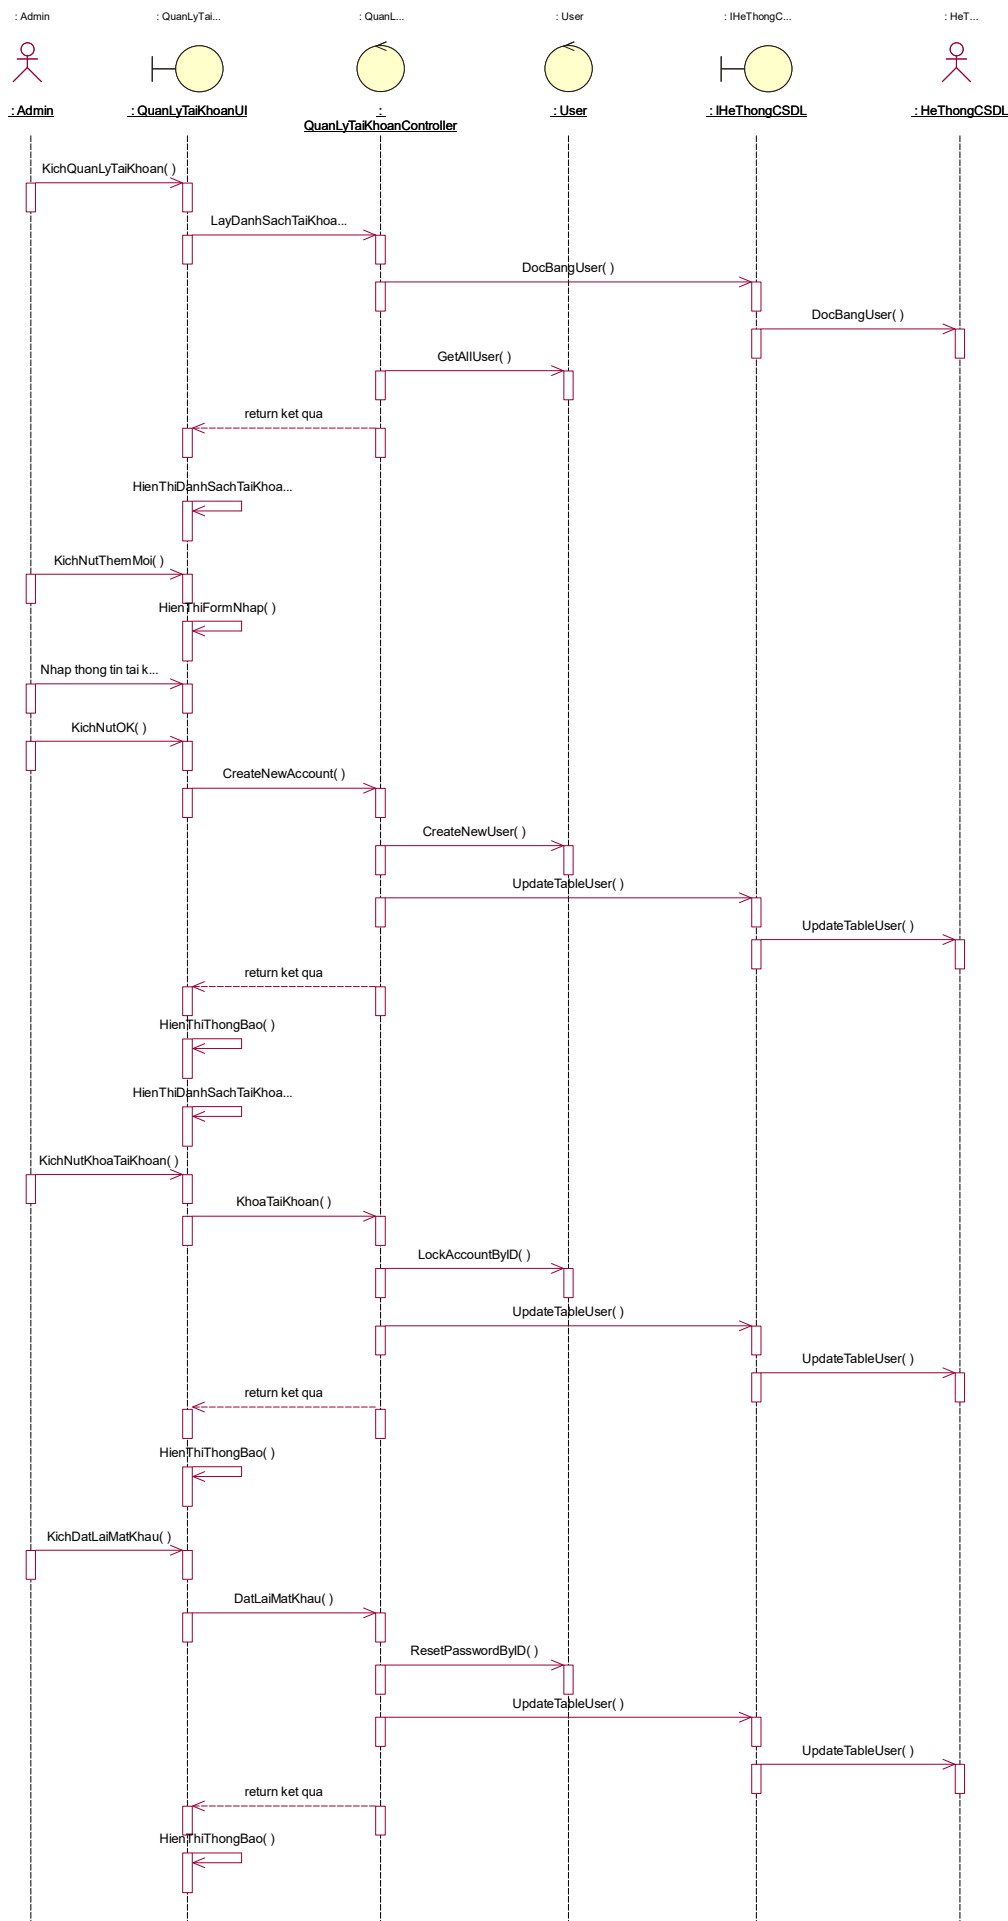 : Admin
: QuanLyTai...
: QuanL...
: User
: IHeThongC...
: HeT...
: Admin
: QuanLyTaiKhoanUI
:
QuanLyTaiKhoanController
: User
: IHeThongCSDL
: HeThongCSDL
KichQuanLyTaiKhoan( )
LayDanhSachTaiKhoa...
DocBangUser( )
DocBangUser( )
GetAllUser( )
return ket qua
HienThiDanhSachTaiKhoa...
KichNutThemMoi( )
HienThiFormNhap( )
Nhap thong tin tai k...
KichNutOK( )
CreateNewAccount( )
CreateNewUser( )
UpdateTableUser( )
UpdateTableUser( )
return ket qua
HienThiThongBao( )
HienThiDanhSachTaiKhoa...
KichNutKhoaTaiKhoan( )
KhoaTaiKhoan( )
LockAccountByID( )
UpdateTableUser( )
UpdateTableUser( )
return ket qua
HienThiThongBao( )
KichDatLaiMatKhau( )
DatLaiMatKhau( )
ResetPasswordByID( )
UpdateTableUser( )
UpdateTableUser( )
return ket qua
HienThiThongBao( )